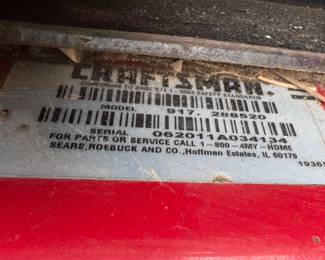 CRAFTSMAN.
CONFORMS TO ANSI B71.1 SAFETY STANDARDS
MODEL 917.288520
SERIAL 062011A034134
FOR PARTS OR SERVICE CALL 1-800-4MY-HOME
SEARS, ROEBUCK AND CO., Hoffman Estates, IL 60179